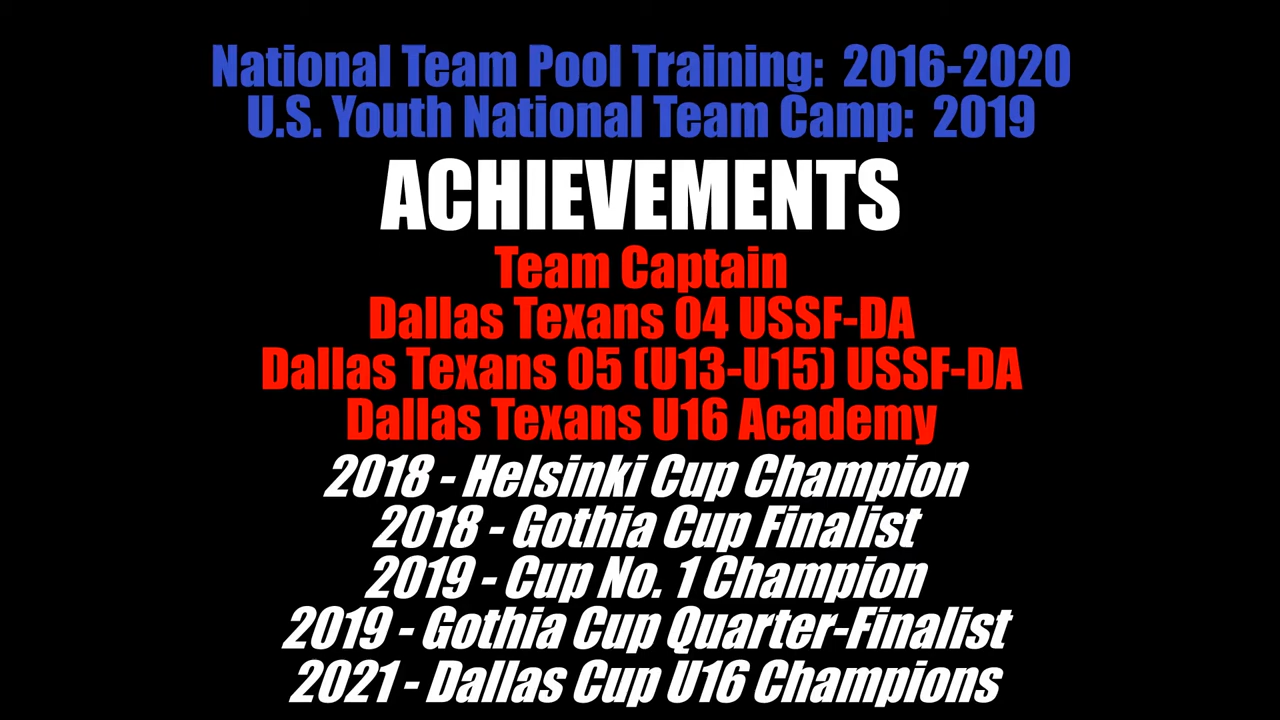 National Team Pool Training:  2016-2020
U.S. Youth National Team Camp:  2019
ACHIEVEMENTS
Team Captain
Dallas Texans 04 USSF-DA
Dallas Texans 05 (U13-U15) USSF-DA
Dallas Texans U16 Academy
2018 - Helsinki Cup Champion
2018 - Gothia Cup Finalist
2019 - Cup No. 1 Champion
2019 - Gothia Cup Quarter-Finalist
2021 - Dallas Cup U16 Champions